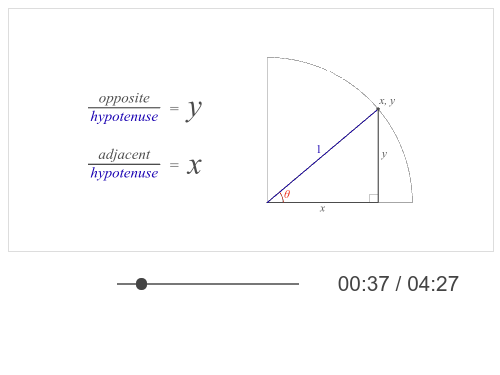 opposite
hypotenuse
= y
adjacent
hypotenuse
= x
x, y
1
y
θ
x
00:37 / 04:27